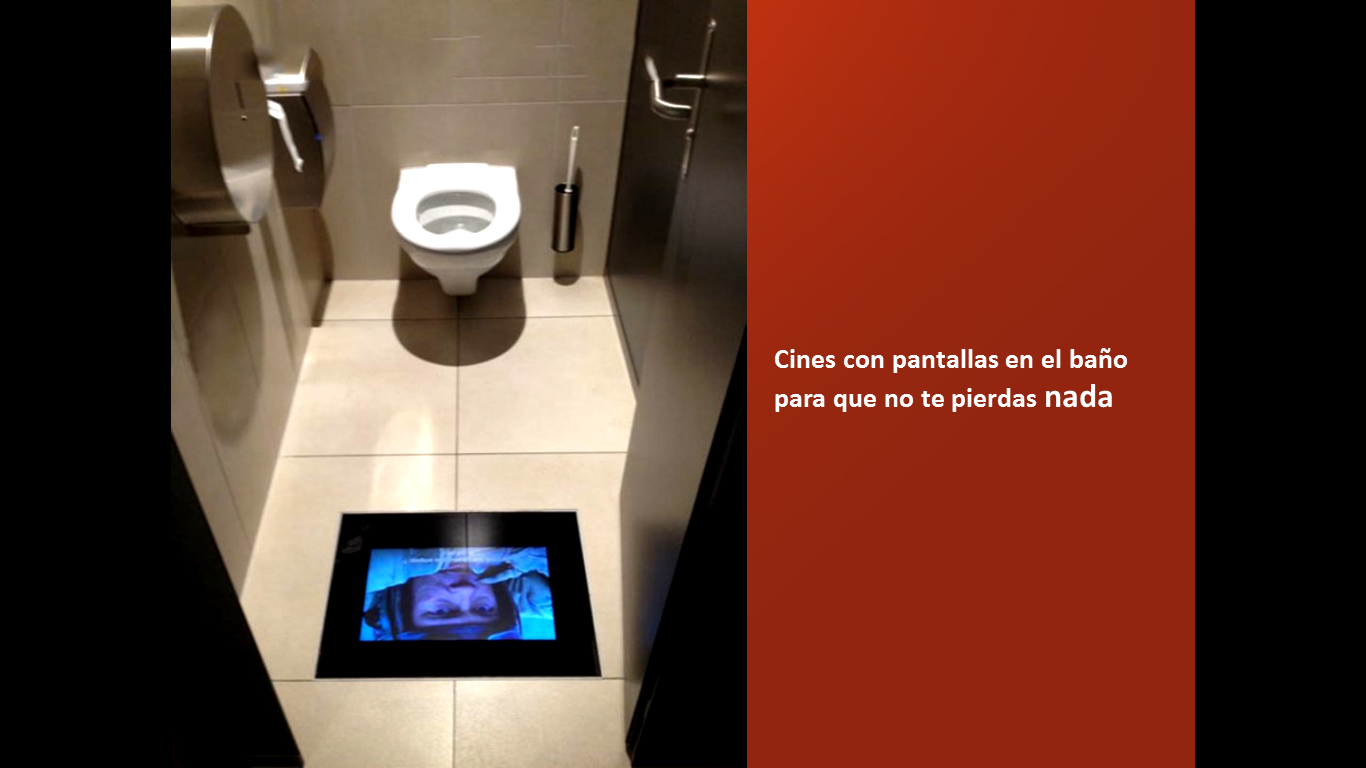 Cines con pantallas en el baño
para que no te pierdas nada